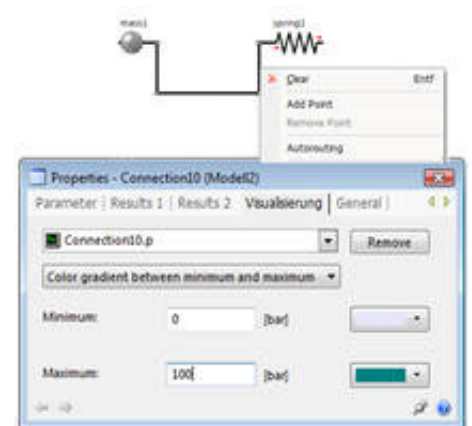 mass1
spring1
Clear Entf
Add Point
Remove Point
Autorouting
Properties - Connection10 (Modell2)
Parameter Results 1 Results 2 Visualisierung General
Connection10.p Remove
Color gradient between minimum and maximum
Minimum: 0 [bar]
Maximum: 100 [bar]